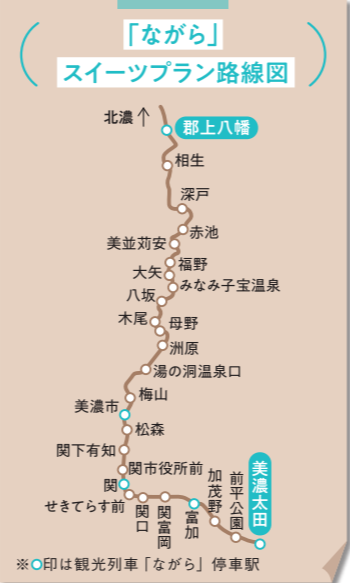 「ながら」
スイーツプラン路線図
北濃↑
郡上八幡
相生
深戸
赤池
美並苅安
福野
大矢
みなみ子宝温泉
八坂
木尾
母野
洲原
湯の洞温泉口
梅山
美濃市
松森
関下有知
関市役所前
関
せきてらす前
関口
関富岡
富加
加茂野
前平公園
美濃太田
※○印は観光列車「ながら」停車駅